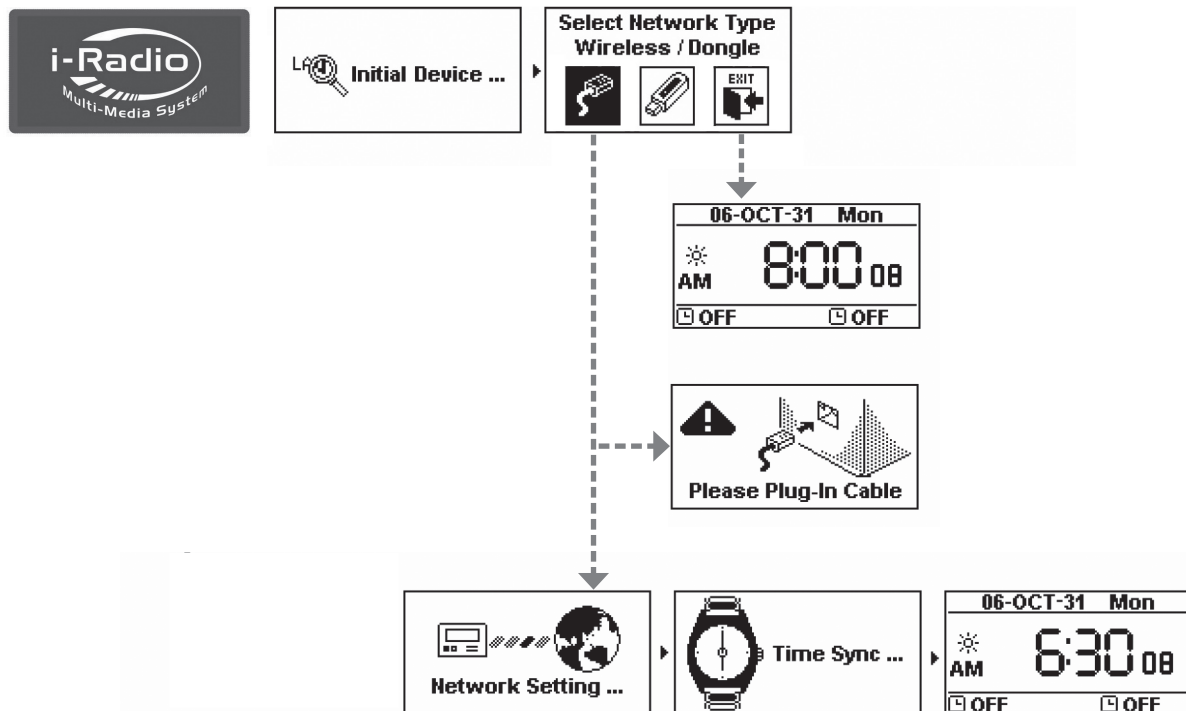 i-Radio
Multi-Media System
Initial Device ...
Select Network Type
Wireless / Dongle
EXIT
06-OCT-31 Mon
AM 8:00 08
OFF OFF
Please Plug-In Cable
Network Setting ...
Time Sync ...
06-OCT-31 Mon
AM 6:30 08
OFF OFF